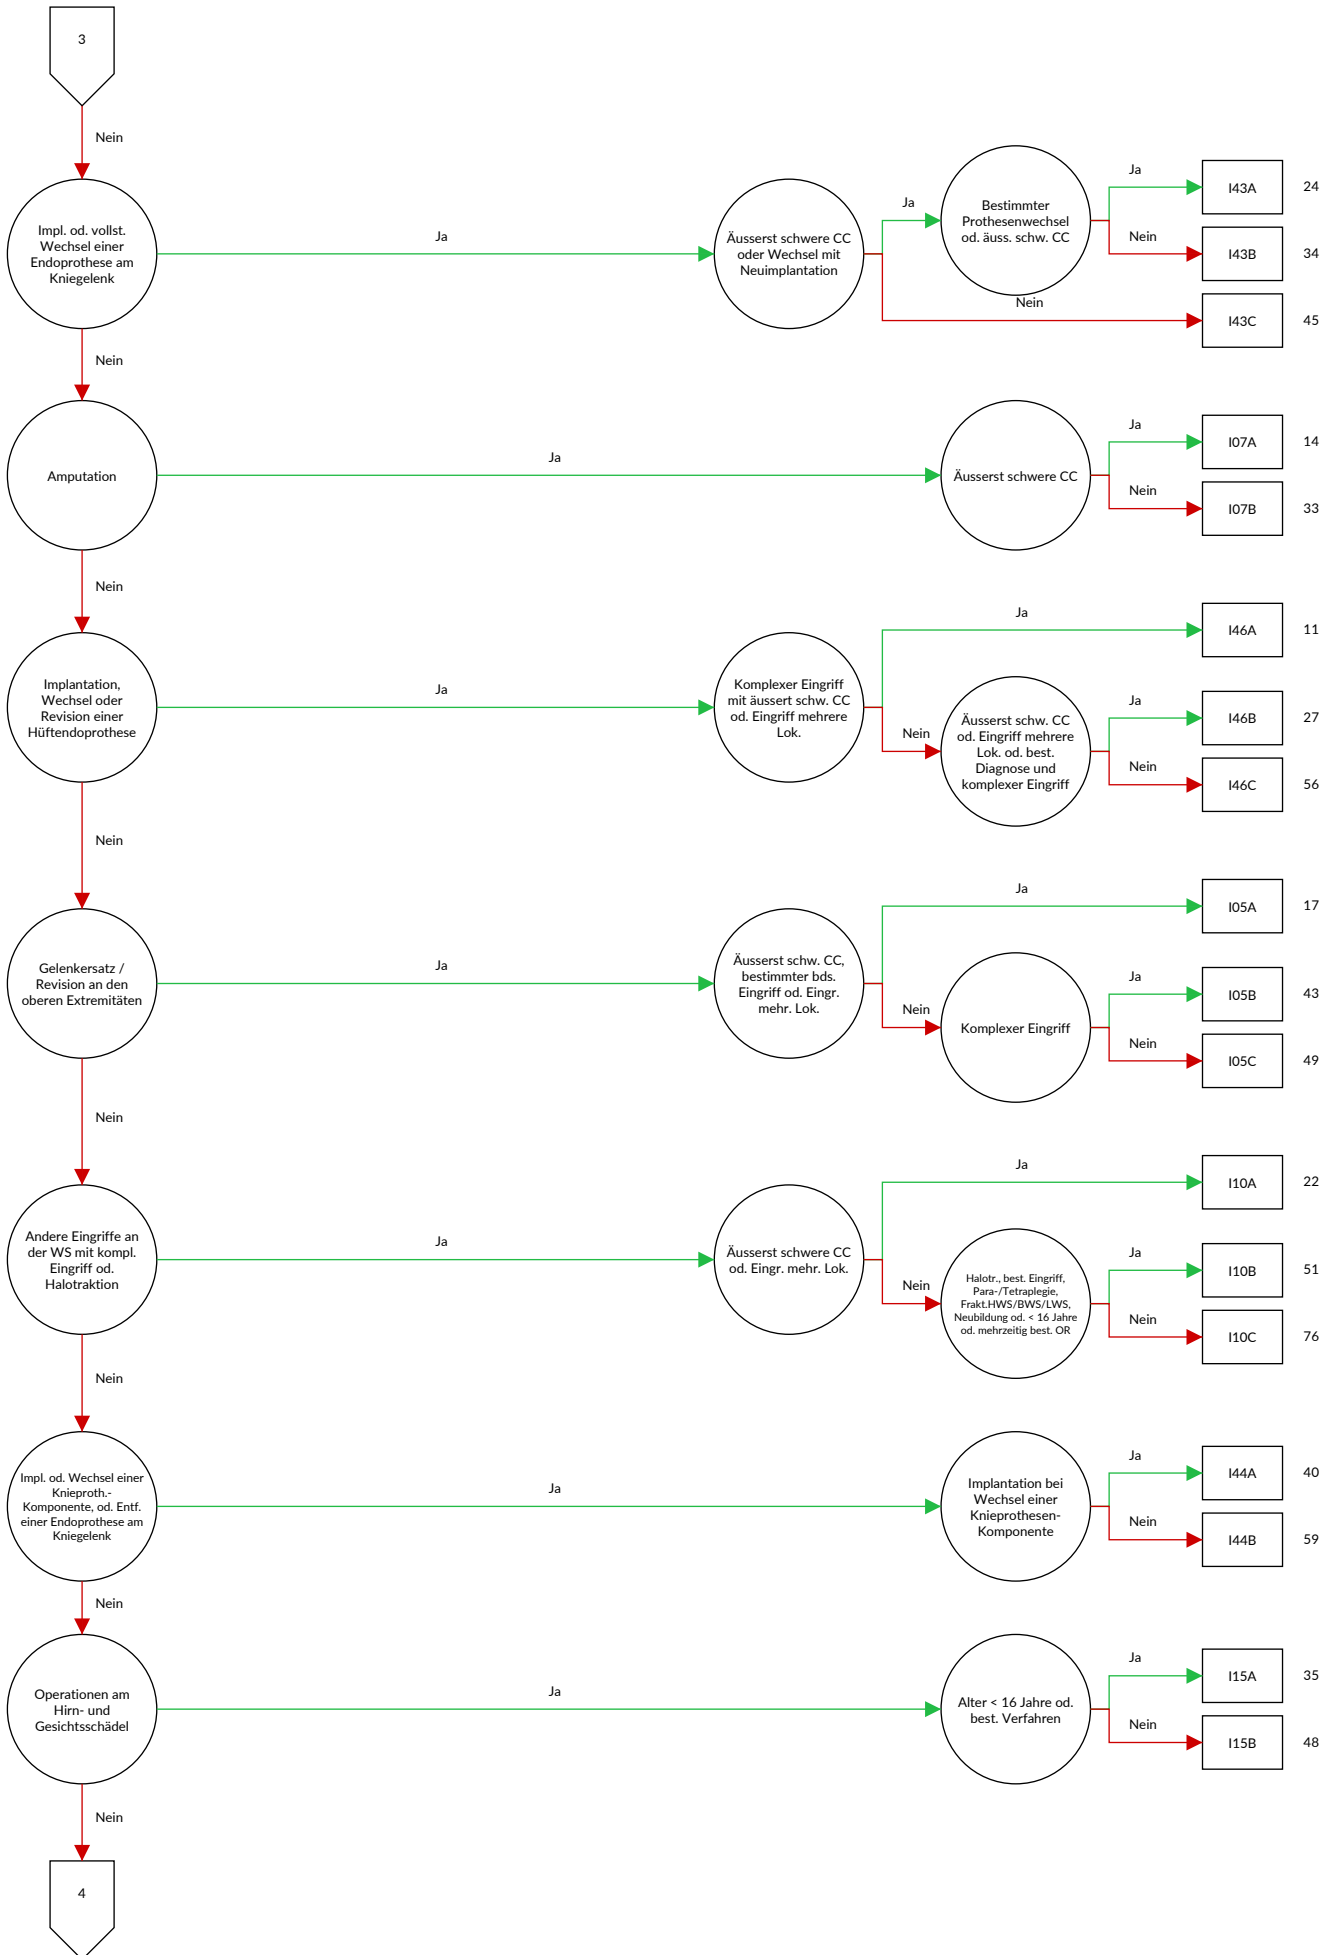 3
Nein
Impl. od. vollst.
Wechsel einer
Endoprothese am
Kniegelenk
Ja
Äusserst schwere CC
oder Wechsel mit
Neuimplantation
Ja
Bestimmter
Prothesenwechsel
od. äuss. schw. CC
Ja
I43A
24
Nein
I43B
34
Nein
I43C
45
Nein
Amputation
Ja
Äusserst schwere CC
Ja
I07A
14
Nein
I07B
33
Nein
Implantation,
Wechsel oder
Revision einer
Hüftendoprothese
Ja
Komplexer Eingriff
mit äussert schw. CC
od. Eingriff mehrere
Lok.
Ja
I46A
11
Nein
Äusserst schw. CC
od. Eingriff mehrere
Lok. od. best.
Diagnose und
komplexer Eingriff
Ja
I46B
27
Nein
I46C
56
Nein
Gelenkersatz /
Revision an den
oberen Extremitäten
Ja
Äusserst schw. CC,
bestimmter bds.
Eingriff od. Eingr.
mehr. Lok.
Ja
I05A
17
Nein
Komplexer Eingriff
Ja
I05B
43
Nein
I05C
49
Nein
Andere Eingriffe an
der WS mit kompl.
Eingriff od.
Halotraktion
Ja
Äusserst schwere CC
od. Eingr. mehr. Lok.
Ja
I10A
22
Nein
Halotr., best. Eingriff,
Para-/Tetraplegie,
Frakt.HWS/BWS/LWS,
Neubildung od. < 16 Jahre
od. mehrzeitig best. OR
Ja
I10B
51
Nein
I10C
76
Nein
Impl. od. Wechsel einer
Knieproth.-
Komponente, od. Entf.
einer Endoprothese am
Kniegelenk
Ja
Implantation bei
Wechsel einer
Knieprothesen-
Komponente
Ja
I44A
40
Nein
I44B
59
Nein
Operationen am
Hirn- und
Gesichtsschädel
Ja
Alter < 16 Jahre od.
best. Verfahren
Ja
I15A
35
Nein
I15B
48
Nein
4